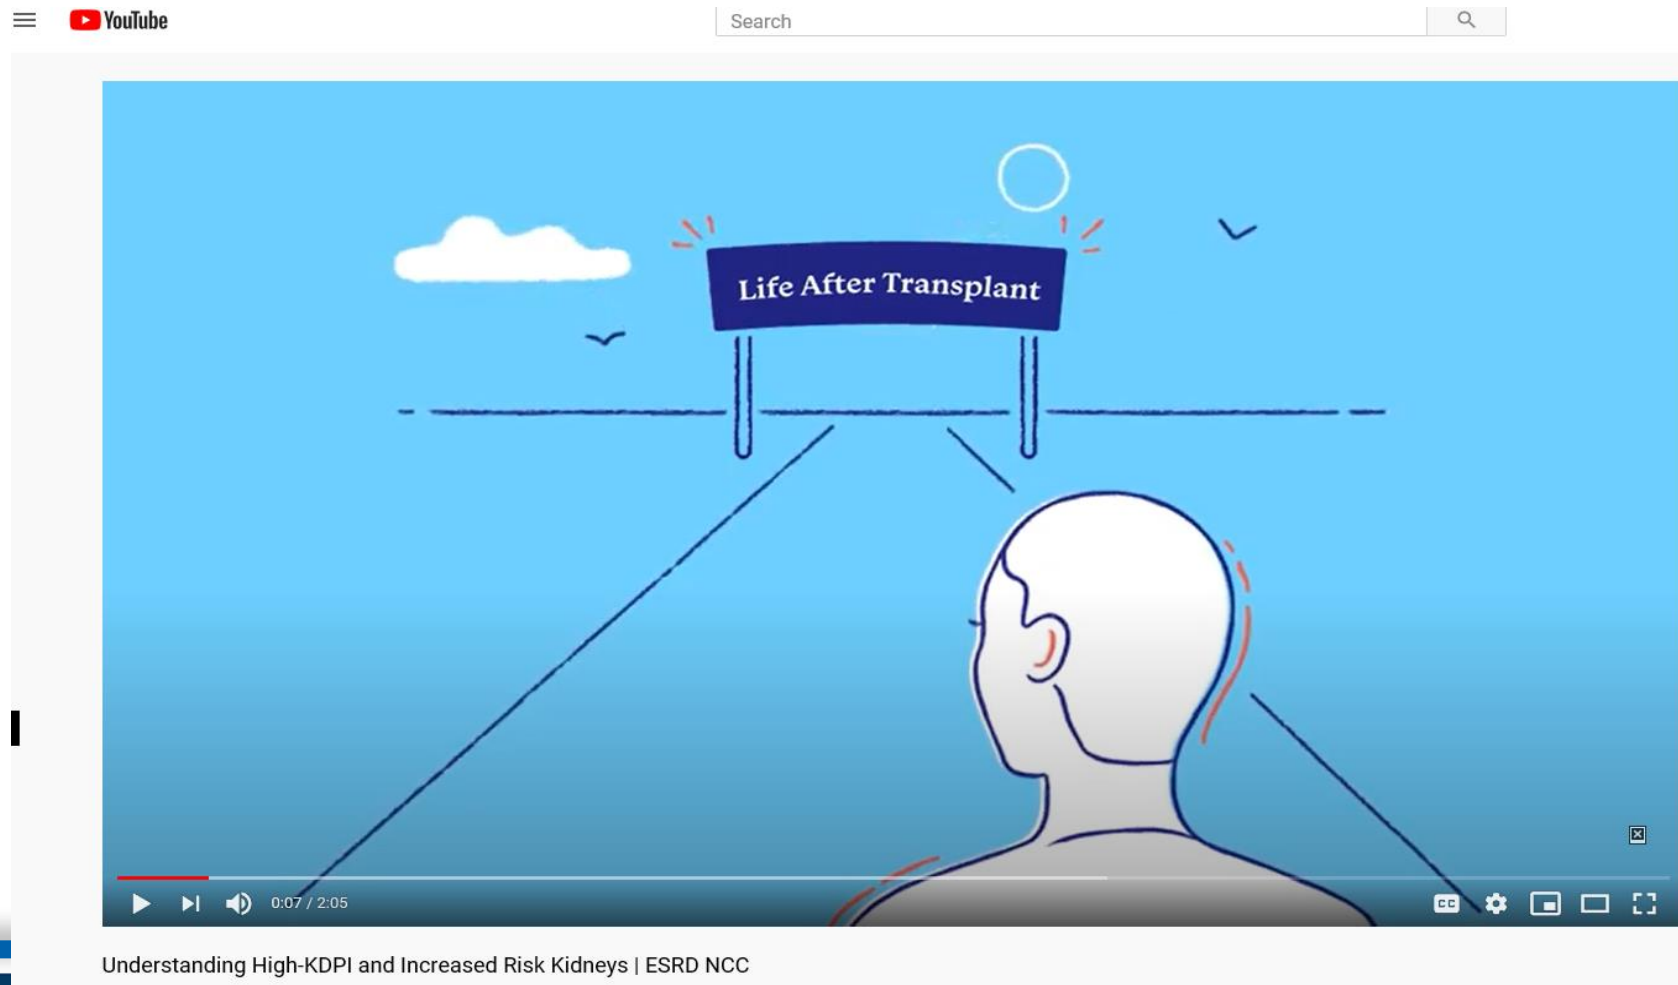 YouTube
Search
Life After Transplant
0:07 / 2:05
CC
Understanding High-KDPI and Increased Risk Kidneys | ESRD NCC